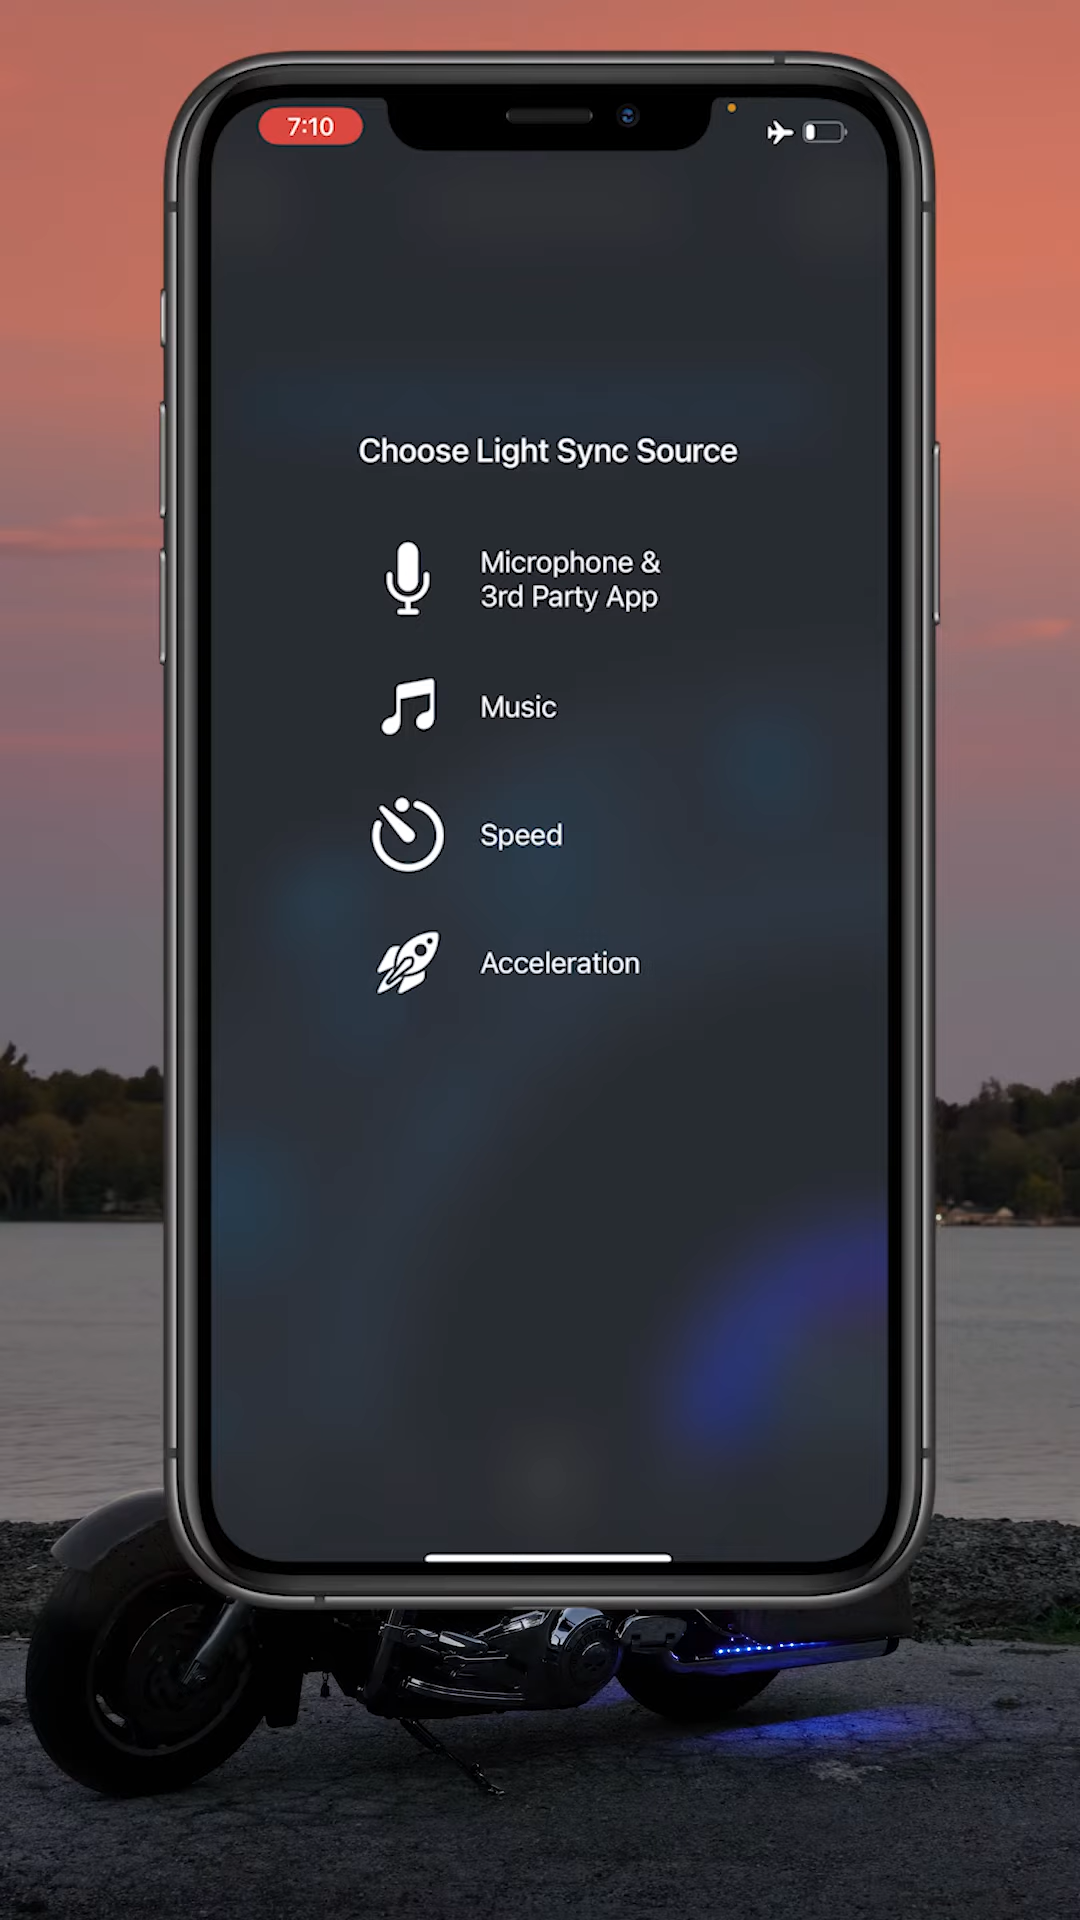 7:10
Choose Light Sync Source
Microphone &
3rd Party App
Music
Speed
Acceleration